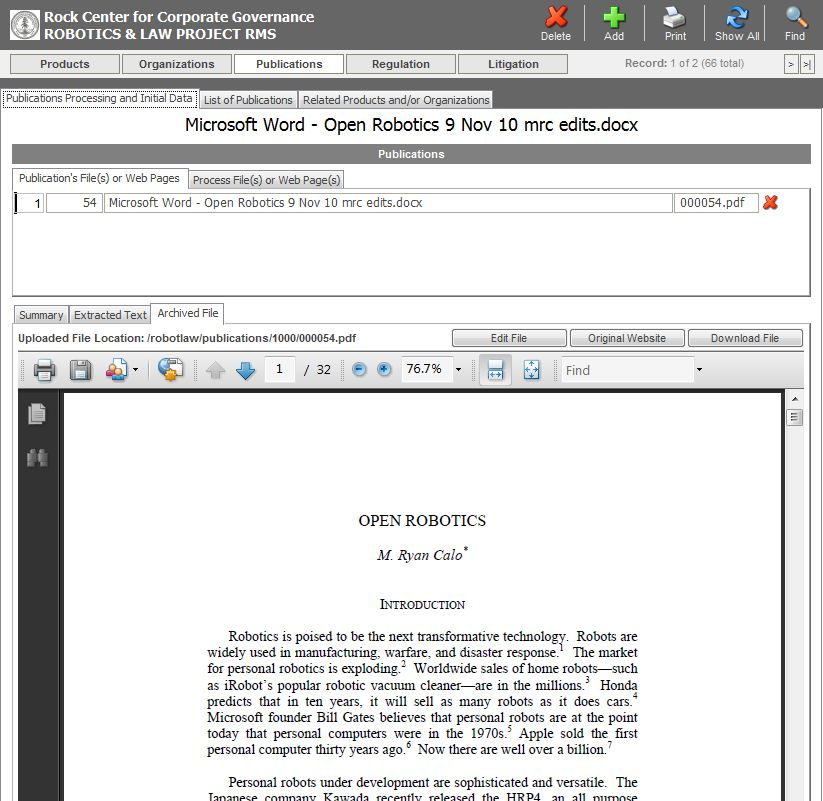 Rock Center for Corporate Governance
ROBOTICS & LAW PROJECT RMS
Delete
Add
Print
Show All
Find
Products
Organizations
Publications
Regulation
Litigation
Record: 1 of 2 (66 total)
>
>|
Publications Processing and Initial Data
List of Publications
Related Products and/or Organizations
Microsoft Word - Open Robotics 9 Nov 10 mrc edits.docx
Publications
Publication's File(s) or Web Pages
Process File(s) or Web Page(s)
1
54
Microsoft Word - Open Robotics 9 Nov 10 mrc edits.docx
000054.pdf
Summary
Extracted Text
Archived File
Uploaded File Location: /robotlaw/publications/1000/000054.pdf
Edit File
Original Website
Download File
1 / 32
76.7%
Find
OPEN ROBOTICS
M. Ryan Calo*
INTRODUCTION
Robotics is poised to be the next transformative technology. Robots are
widely used in manufacturing, warfare, and disaster response.1 The market
for personal robotics is exploding.2 Worldwide sales of home robots—such
as iRobot's popular robotic vacuum cleaner—are in the millions.3 Honda
predicts that in ten years, it will sell as many robots as it does cars.4
Microsoft founder Bill Gates believes that personal robots are at the point
today that personal computers were in the 1970s.5 Apple sold the first
personal computer thirty years ago.6 Now there are well over a billion.7
Personal robots under development are sophisticated and versatile. The
Japanese company Kawada recently released the HRP4, an all purpose